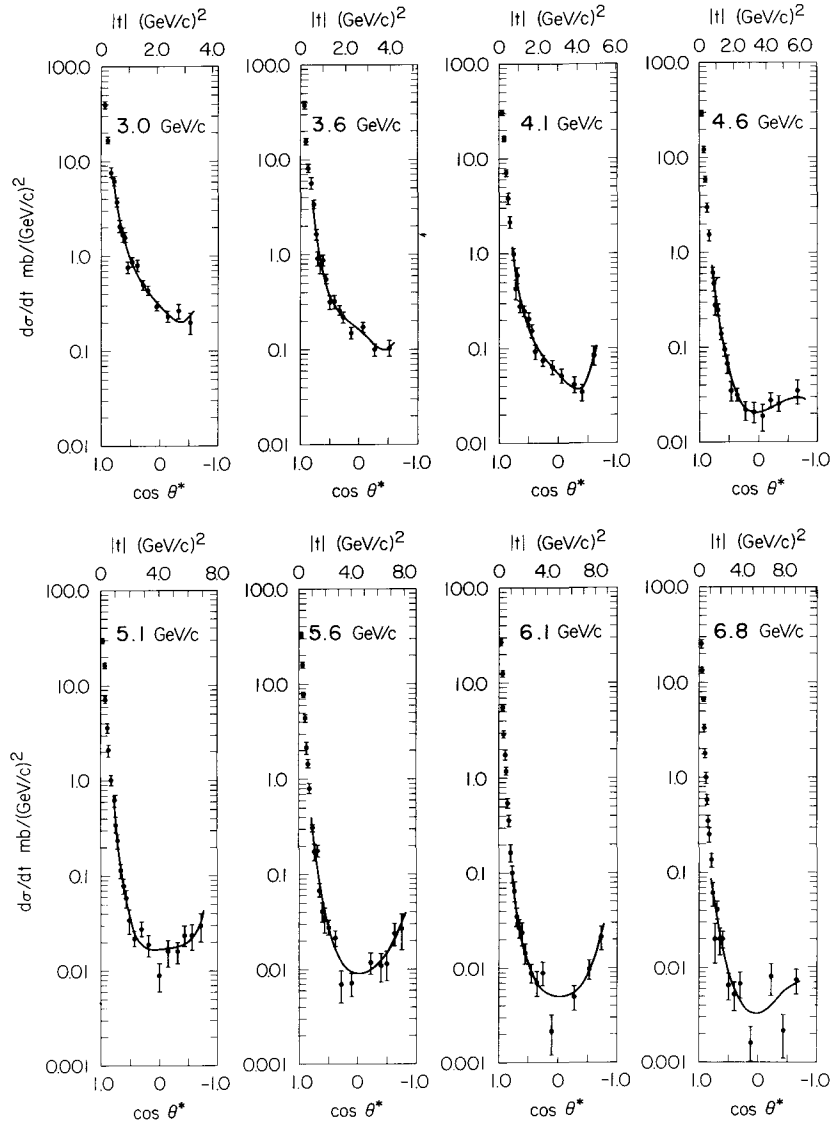 |t| (GeV/c)² |t| (GeV/c)² |t| (GeV/c)² |t| (GeV/c)²
0 2.0 4.0 0 2.0 4.0 0 2.0 4.0 6.0 0 2.0 4.0 6.0
100.0 100.0 100.0 100.0
3.0 GeV/c 3.6 GeV/c 4.1 GeV/c 4.6 GeV/c
10.0 10.0 10.0 10.0
1.0 1.0 1.0 1.0
0.1 0.1 0.1 0.1
0.01 0.01 0.01 0.01
dσ/dt mb/(GeV/c)²
1.0 0 -1.0 1.0 0 -1.0 1.0 0 -1.0 1.0 0 -1.0
cos θ* cos θ* cos θ* cos θ*
|t| (GeV/c)² |t| (GeV/c)² |t| (GeV/c)² |t| (GeV/c)²
0 4.0 8.0 0 4.0 8.0 0 4.0 8.0 0 4.0 8.0
100.0 100.0 100.0 100.0
5.1 GeV/c 5.6 GeV/c 6.1 GeV/c 6.8 GeV/c
10.0 10.0 10.0 10.0
1.0 1.0 1.0 1.0
0.1 0.1 0.1 0.1
0.01 0.01 0.01 0.01
0.001 0.001 0.001 0.001
dσ/dt mb/(GeV/c)²
1.0 0 -1.0 1.0 0 -1.0 1.0 0 -1.0 1.0 0 -1.0
cos θ* cos θ* cos θ* cos θ*